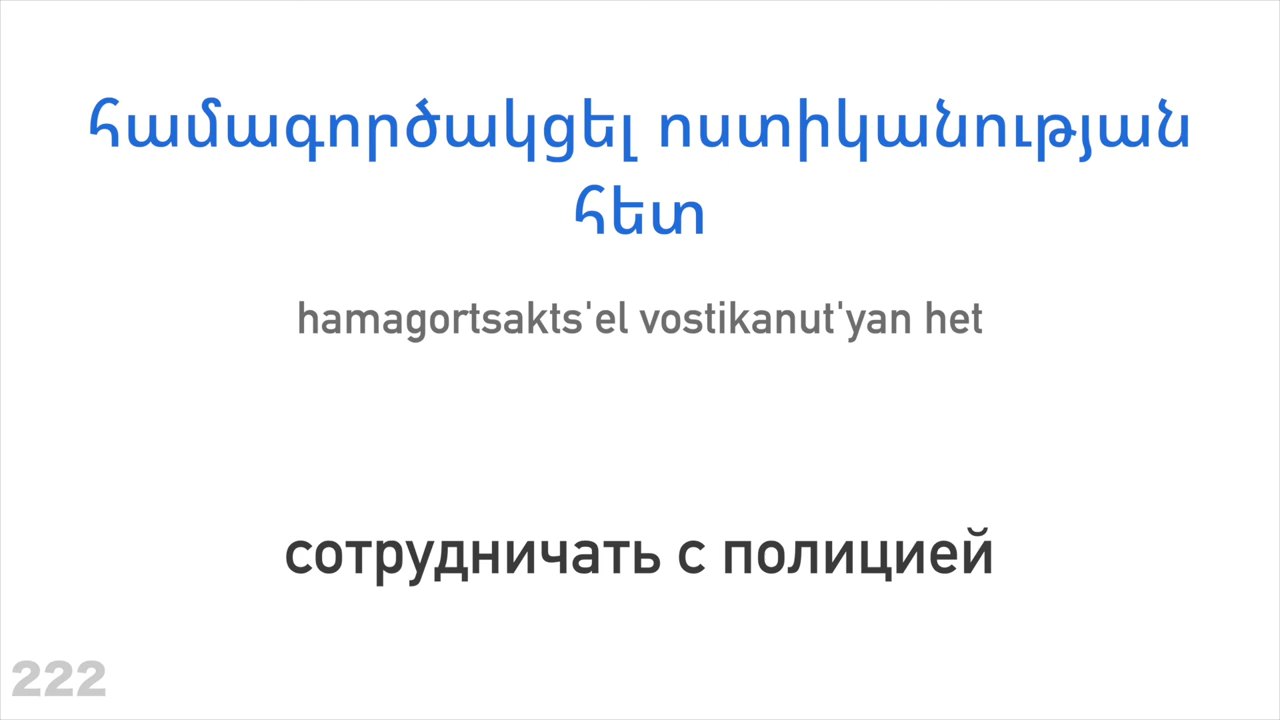 համագործակցել ոստիկանության
հետ
hamagortsakts'el vostikanut'yan het
сотрудничать с полицией
222